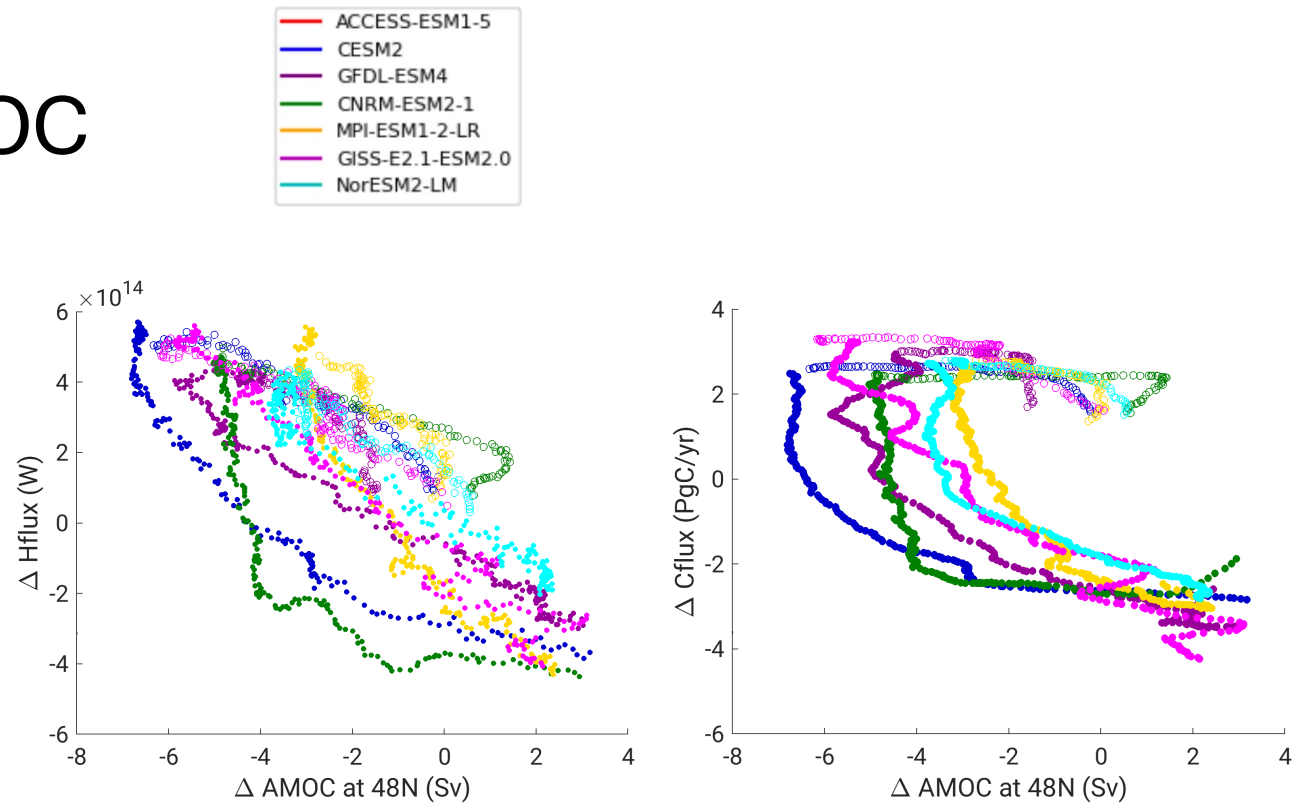 OC
ACCESS-ESM1-5
CESM2
GFDL-ESM4
CNRM-ESM2-1
MPI-ESM1-2-LR
GISS-E2.1-ESM2.0
NorESM2-LM
×10^14
6
4
2
0
-2
-4
-6
-8 -6 -4 -2 0 2 4
Δ Hflux (W)
Δ AMOC at 48N (Sv)
4
2
0
-2
-4
-6
-8 -6 -4 -2 0 2 4
Δ Cflux (PgC/yr)
Δ AMOC at 48N (Sv)